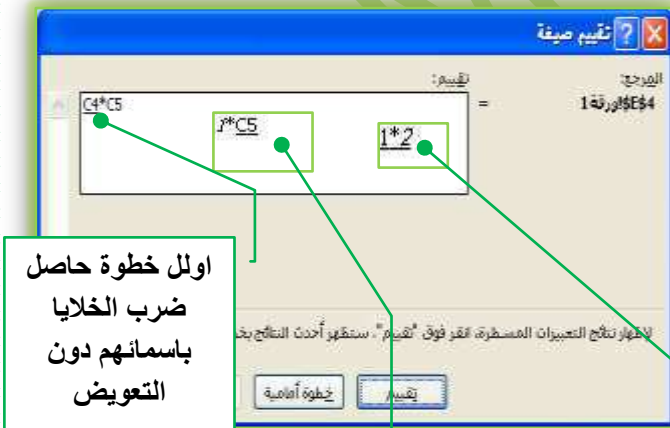 تقييم صيغة
المرجع:
تقييم:
ورقة1!$E$4
=
C4*C5
1*C5
1*2
اولل خطوة حاصل
ضرب الخلايا
باسمائهم دون
التعويض
لإظهار نتائج التعبيرات المسطرة، انقر فوق "تقييم". ستظهر أحدث النتائج
تقييم
خطوة أمامية